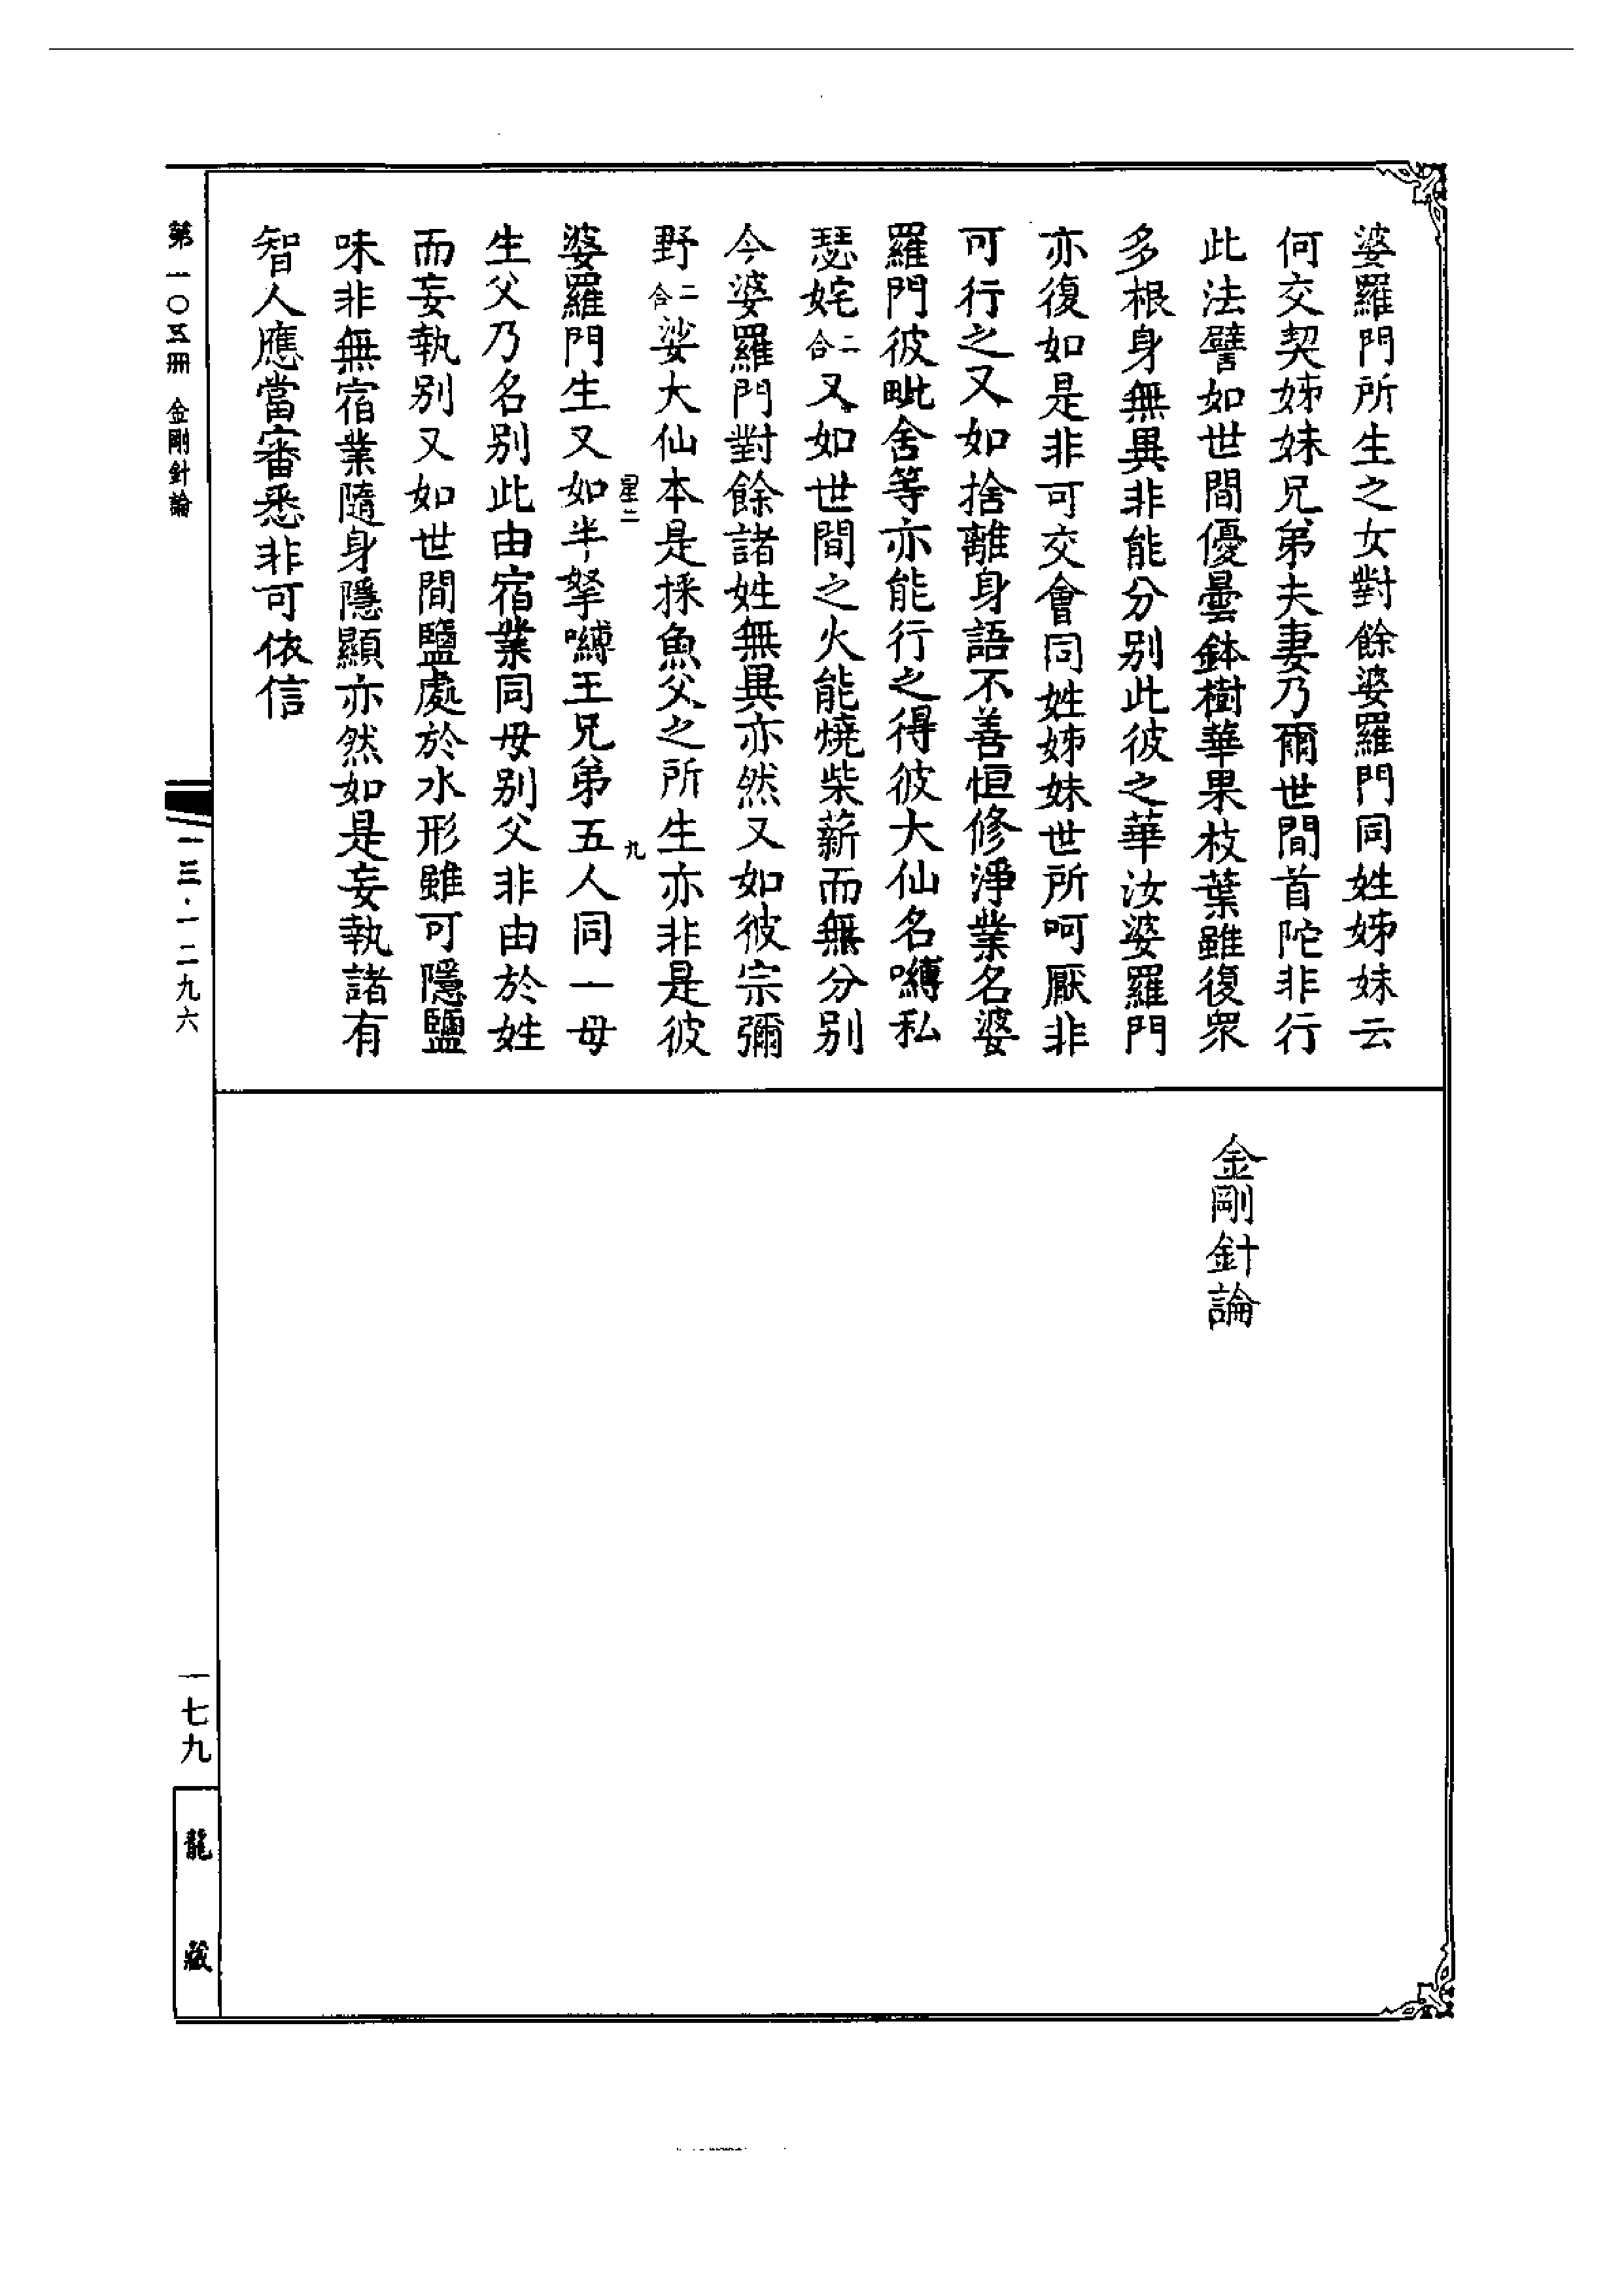 婆羅門所生之女對餘婆羅門同姓姊妹云
何交契姊妹兄弟夫妻乃爾世間首陀非行
此法譬如世間優曇鉢樹華果枝葉雖復衆
多根身無異非能分别此彼之華汝婆羅門
亦復如是非可交會同姓姊妹世所呵厭非
可行之又如捨離身語不善恒修淨業名婆
羅門彼毗舍等亦能行之得彼大仙名嚩私
瑟姹二合又如世間之火能燒柴薪而無分别
今婆羅門對餘諸姓無異亦然又如彼宗彌
野二合娑大仙本是採魚父之所生亦非是彼
婆羅門生又如半拏嚩王兄弟五人同一母
星二
九
生父乃名别此由宿業同母别父非由於姓
而妄執别又如世間鹽處於水形雖可隱鹽
味非無宿業隨身隱顯亦然如是妄執諸有
智人應當審悉非可依信
金剛針論
第一〇五冊 金剛針論
一三·一二九六
一七九
龍藏